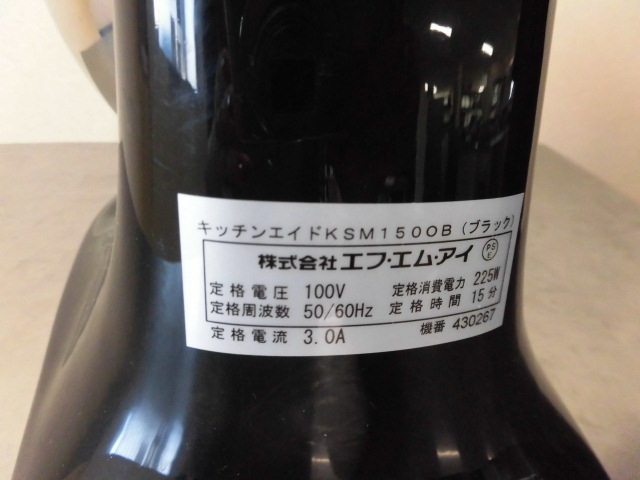 キッチンエイドKSM1500B(ブラック)
株式会社エフ・エム・アイ PSE
定格電圧 100V 定格消費電力 225W
定格周波数 50/60Hz 定格時間 15分
定格電流 3.0A 機番 430267